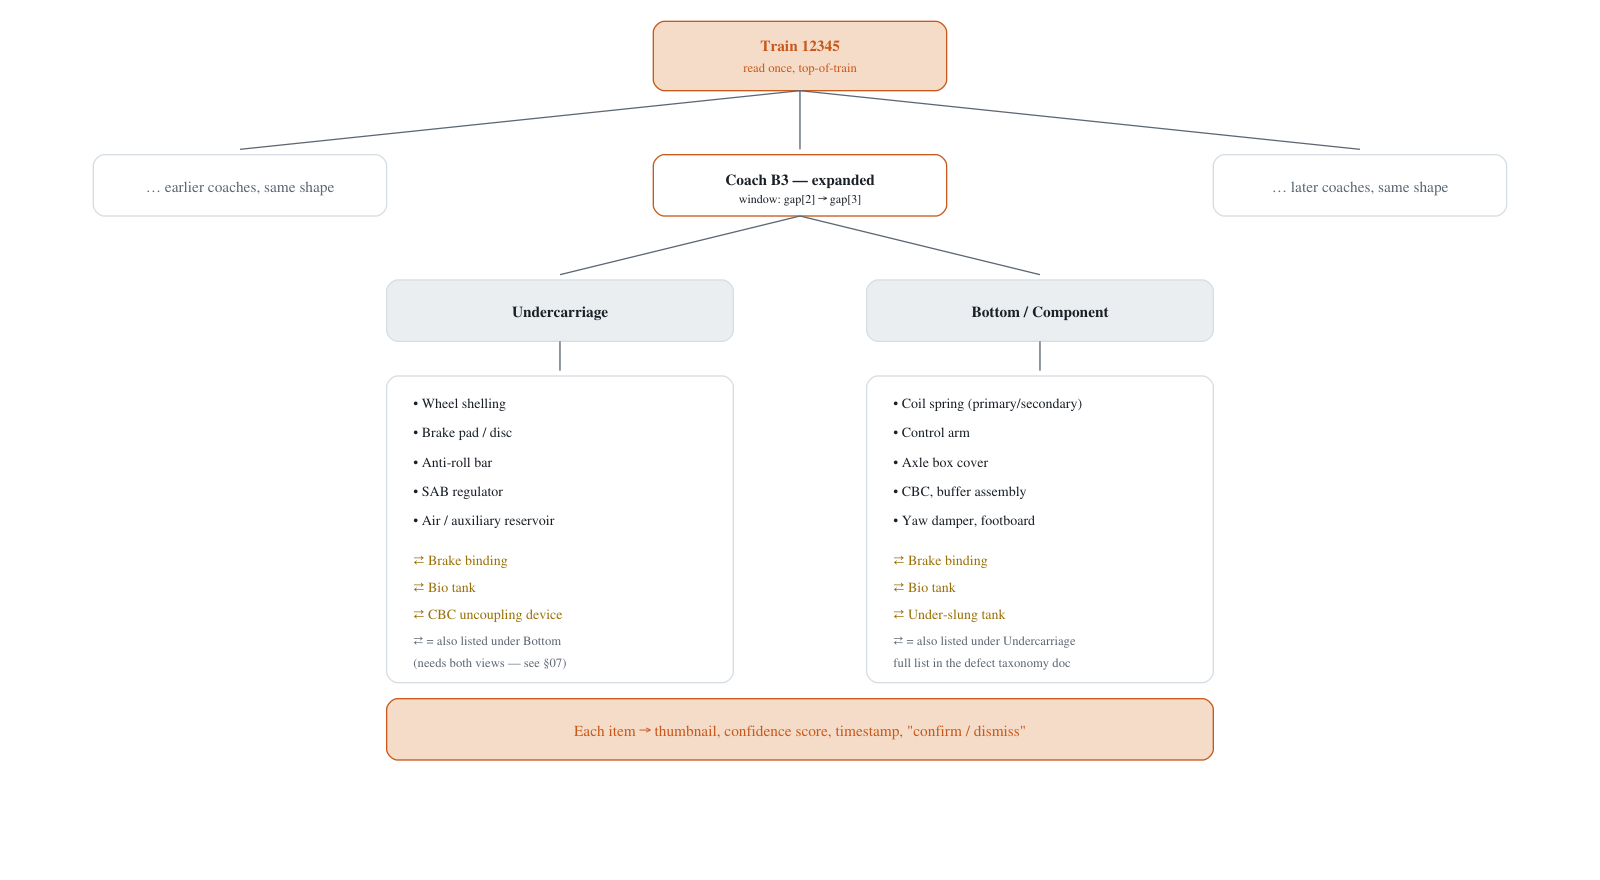 Train 12345
read once, top-of-train
… earlier coaches, same shape
Coach B3 — expanded
window: gap[2] → gap[3]
… later coaches, same shape
Undercarriage
• Wheel shelling
• Brake pad / disc
• Anti-roll bar
• SAB regulator
• Air / auxiliary reservoir
⇄ Brake binding
⇄ Bio tank
⇄ CBC uncoupling device
⇄ = also listed under Bottom
(needs both views — see §07)
Bottom / Component
• Coil spring (primary/secondary)
• Control arm
• Axle box cover
• CBC, buffer assembly
• Yaw damper, footboard
⇄ Brake binding
⇄ Bio tank
⇄ Under-slung tank
⇄ = also listed under Undercarriage
full list in the defect taxonomy doc
Each item → thumbnail, confidence score, timestamp, "confirm / dismiss"